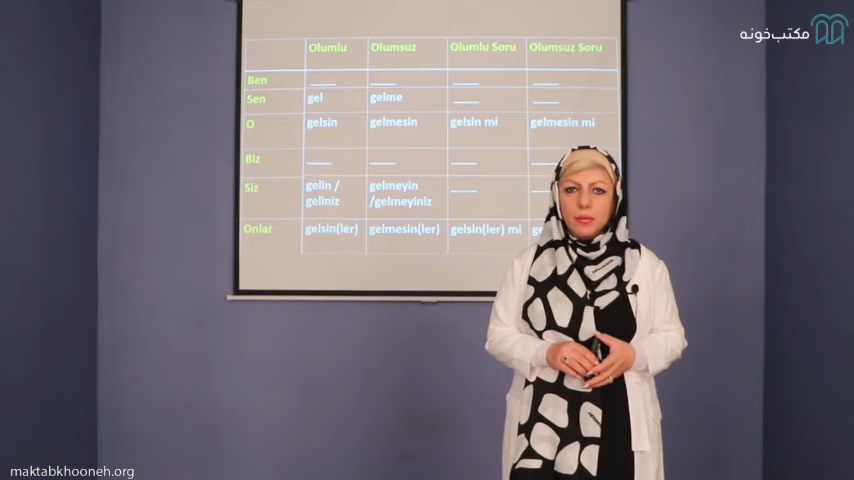 مکتب‌خونه
Olumlu Olumsuz Olumlu Soru Olumsuz Soru
Ben
Sen gel gelme
O gelsin gelmesin gelsin mi gelmesin mi
Biz
Siz gelin / gelmeyin
geliniz /gelmeyiniz
Onlar gelsin(ler) gelmesin(ler) gelsin(ler) mi
maktabkhooneh.org